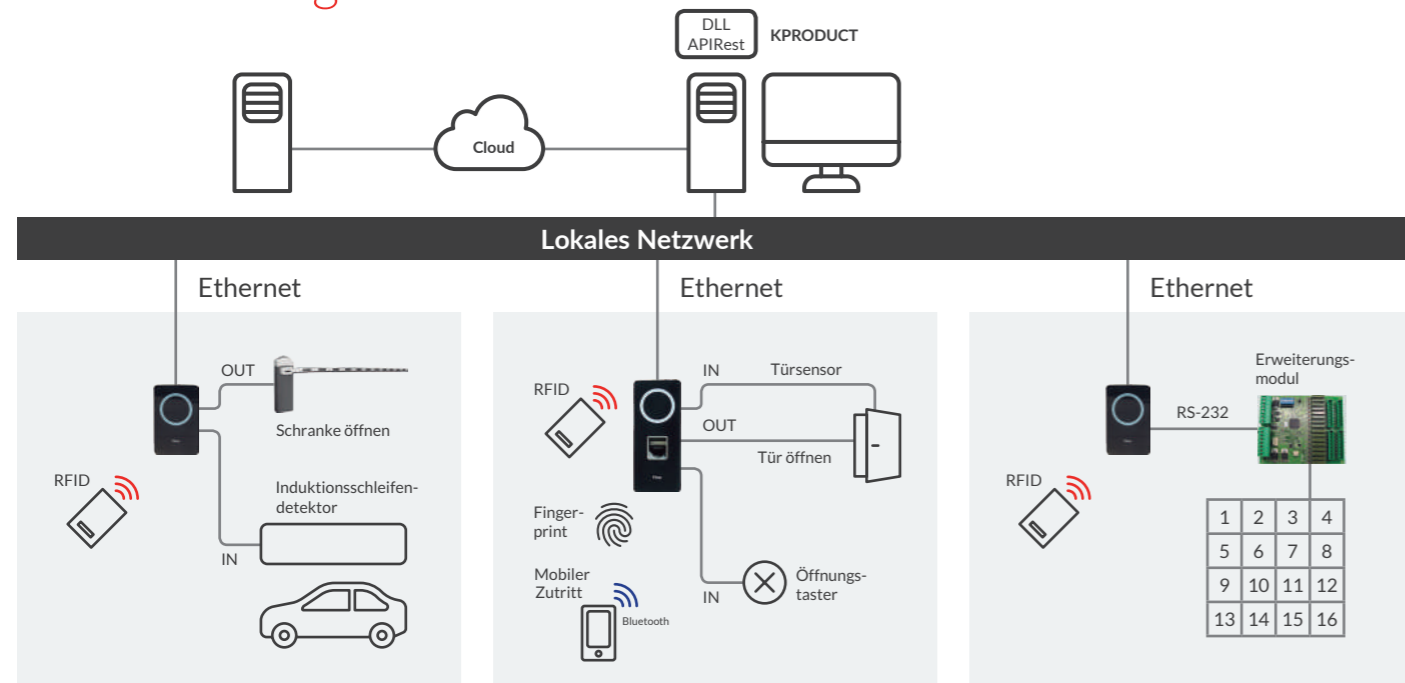 g
DLL
APIRest
KPRODUCT
Cloud
Lokales Netzwerk
Ethernet
Ethernet
Ethernet
OUT
Schranke öffnen
RFID
Induktionsschleifen-
detektor
IN
RFID
IN
Türsensor
OUT
Tür öffnen
Finger-
print
Mobiler
Zutritt
Bluetooth
IN
Öffnungs-
taster
Erweiterungs-
modul
RS-232
RFID
1 2 3 4
5 6 7 8
9 10 11 12
13 14 15 16